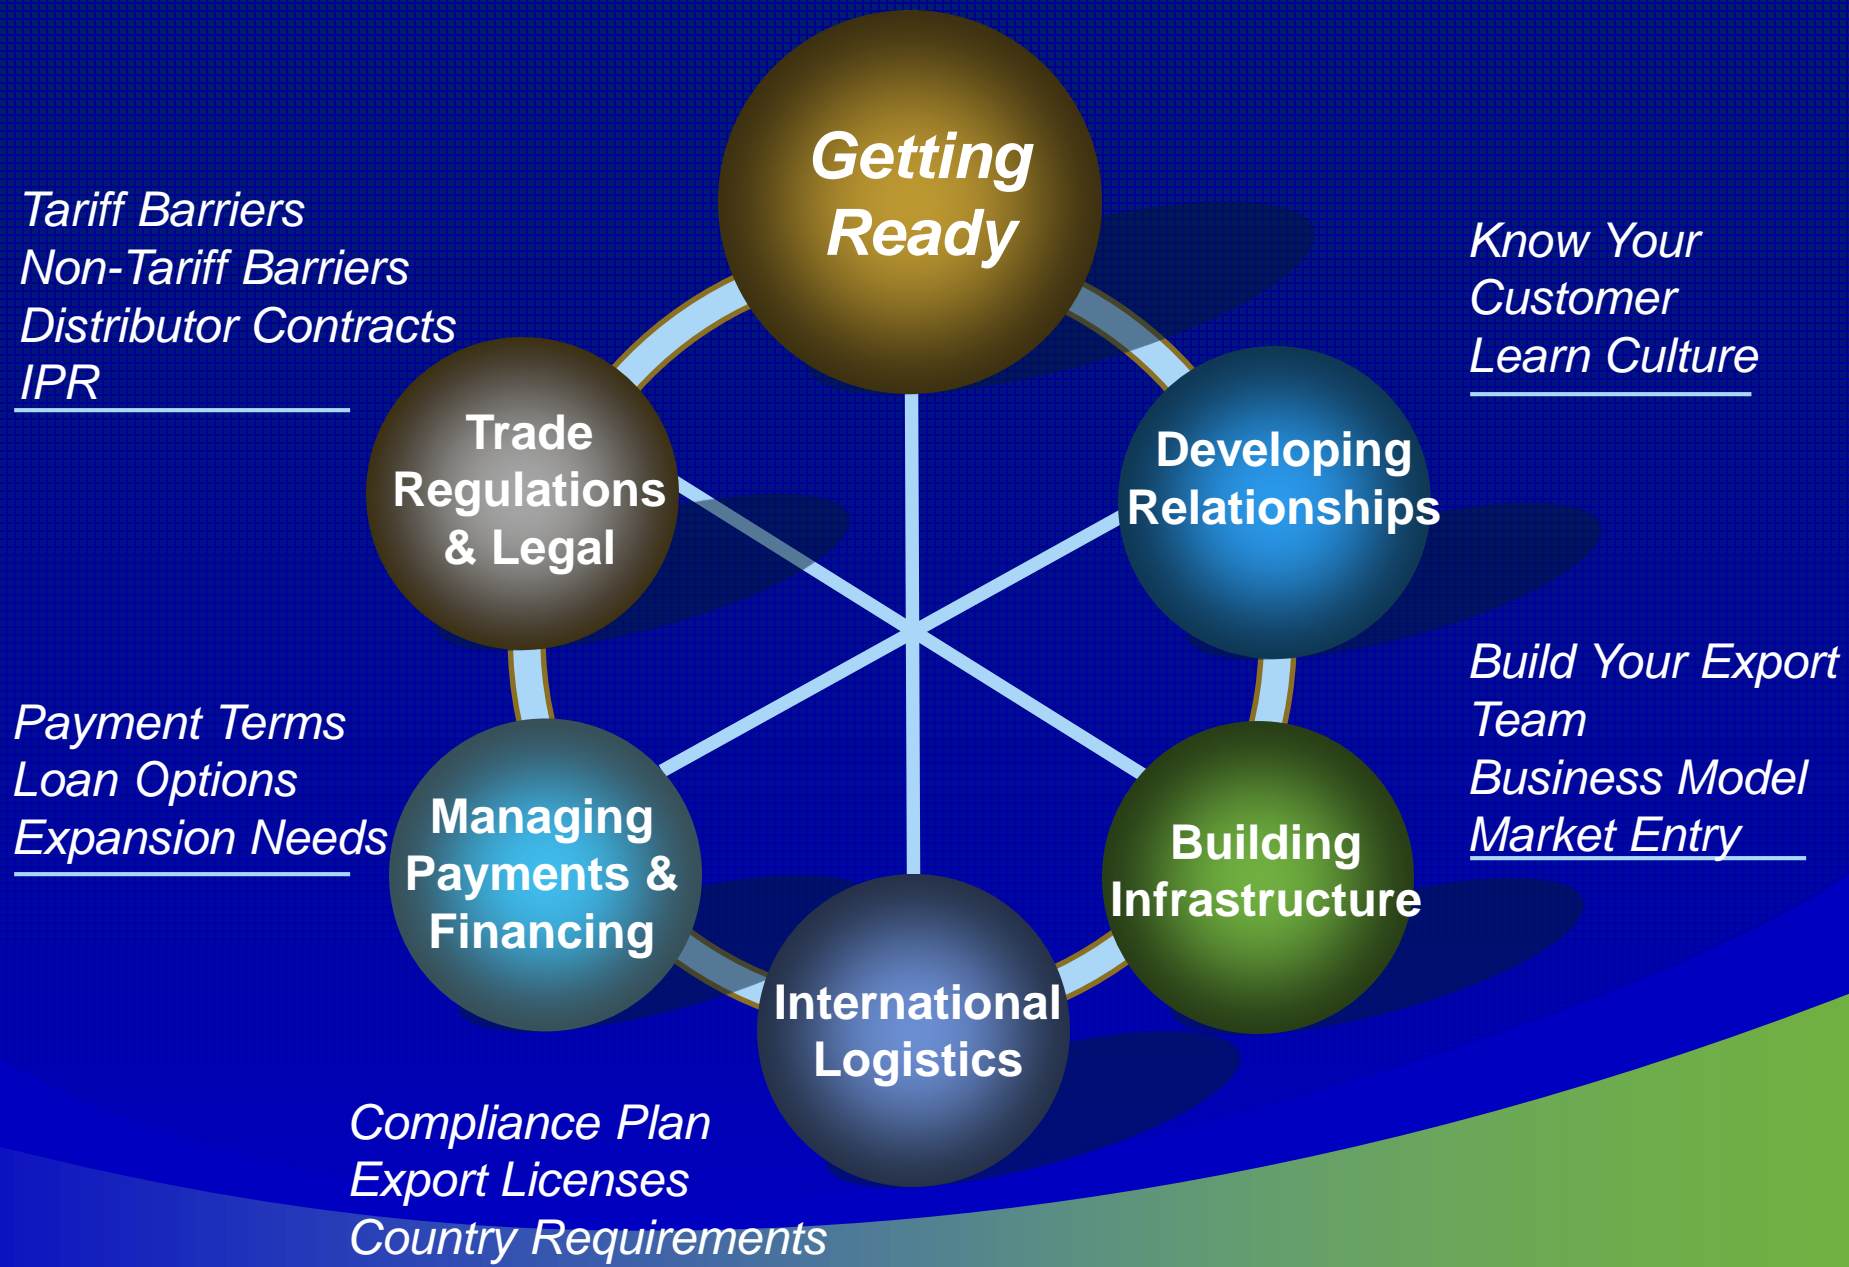 Getting
Ready
Tariff Barriers
Non-Tariff Barriers
Distributor Contracts
IPR
Know Your
Customer
Learn Culture
Trade
Regulations
& Legal
Developing
Relationships
Payment Terms
Loan Options
Expansion Needs
Build Your Export
Team
Business Model
Market Entry
Managing
Payments &
Financing
Building
Infrastructure
International
Logistics
Compliance Plan
Export Licenses
Country Requirements